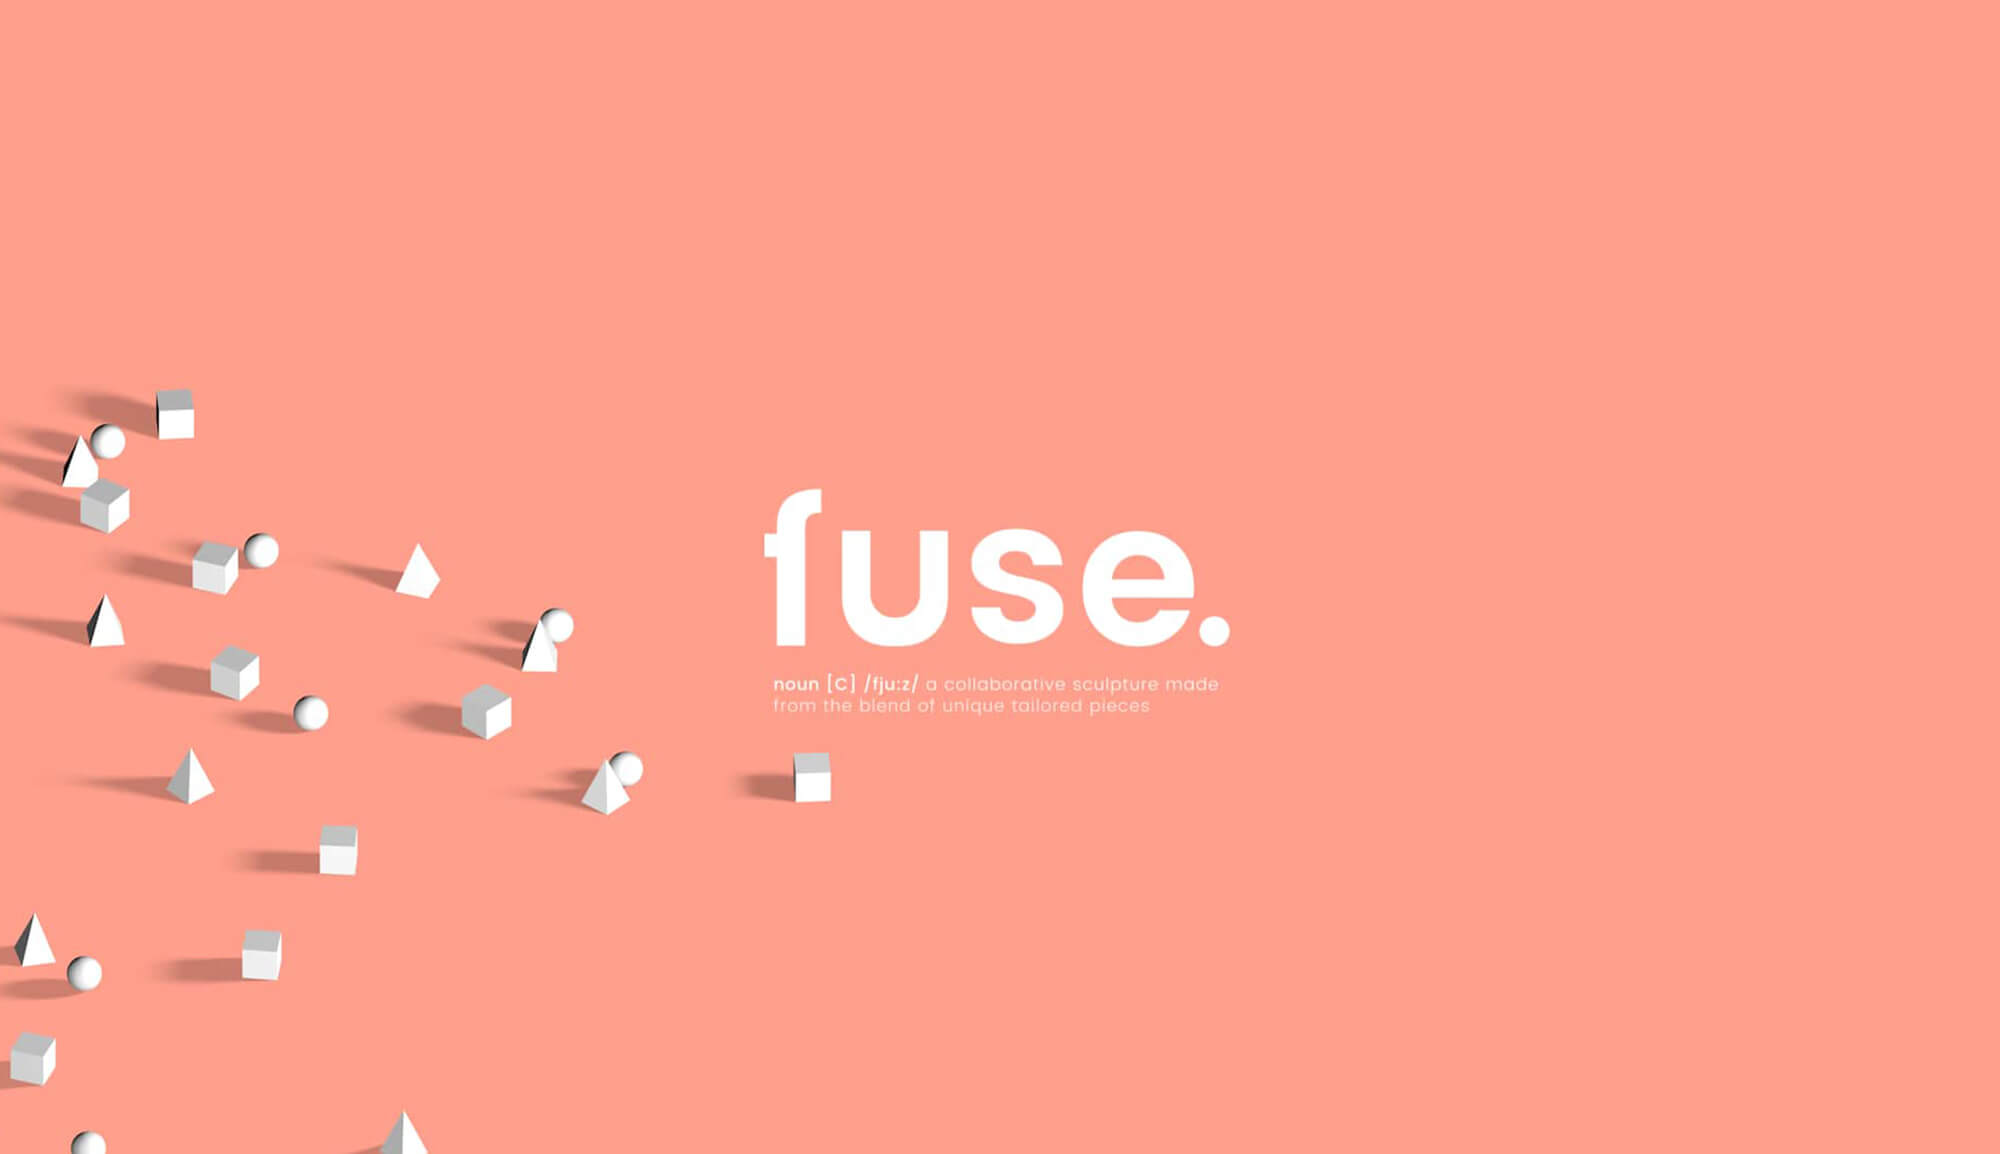 fuse.
noun [C] /fju:z/ a collaborative sculpture made
from the blend of unique tailored pieces